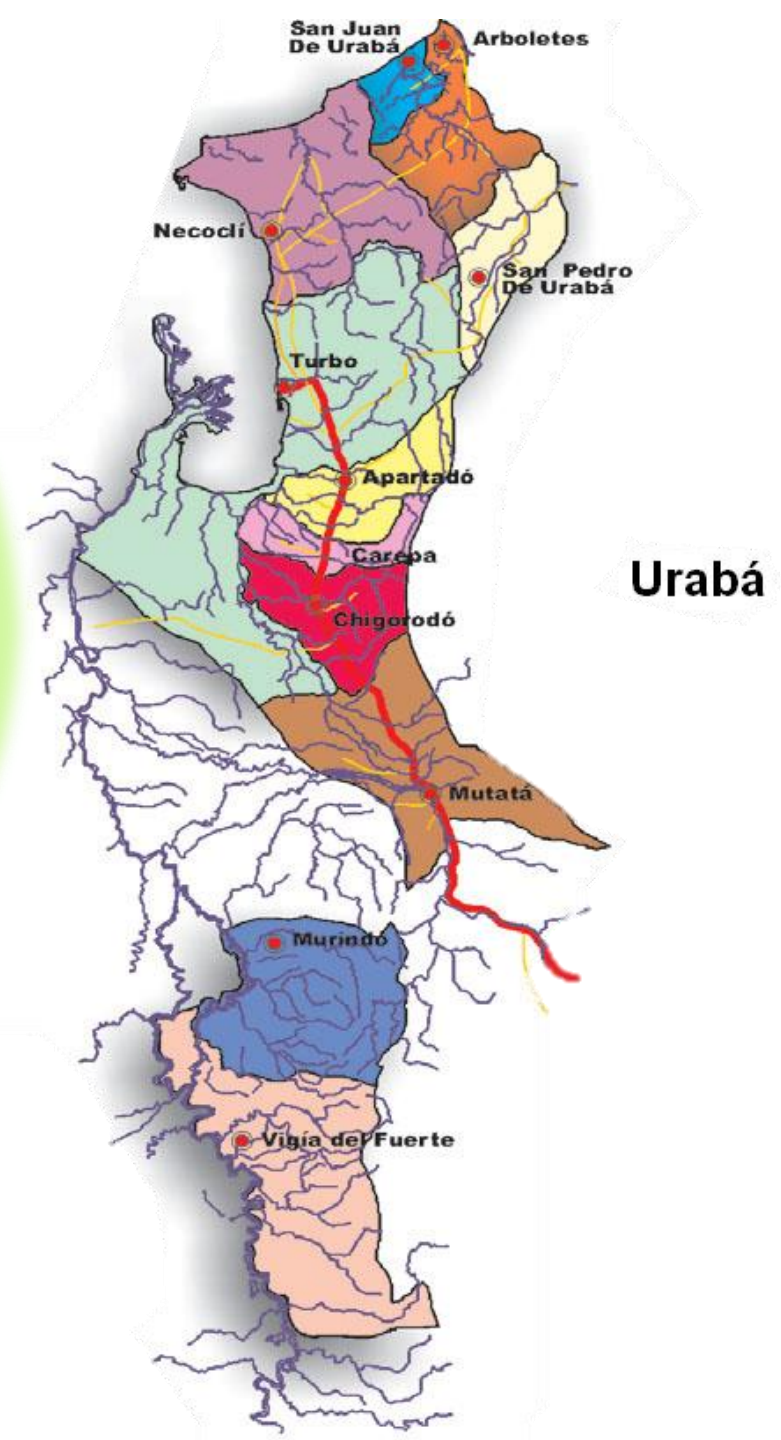 San Juan
De Urabá
Arboletes
Necoclí
San Pedro
De Urabá
Turbo
Apartadó
Carepa
Urabá
Chigorodó
Mutatá
Murindó
Vigía del Fuerte